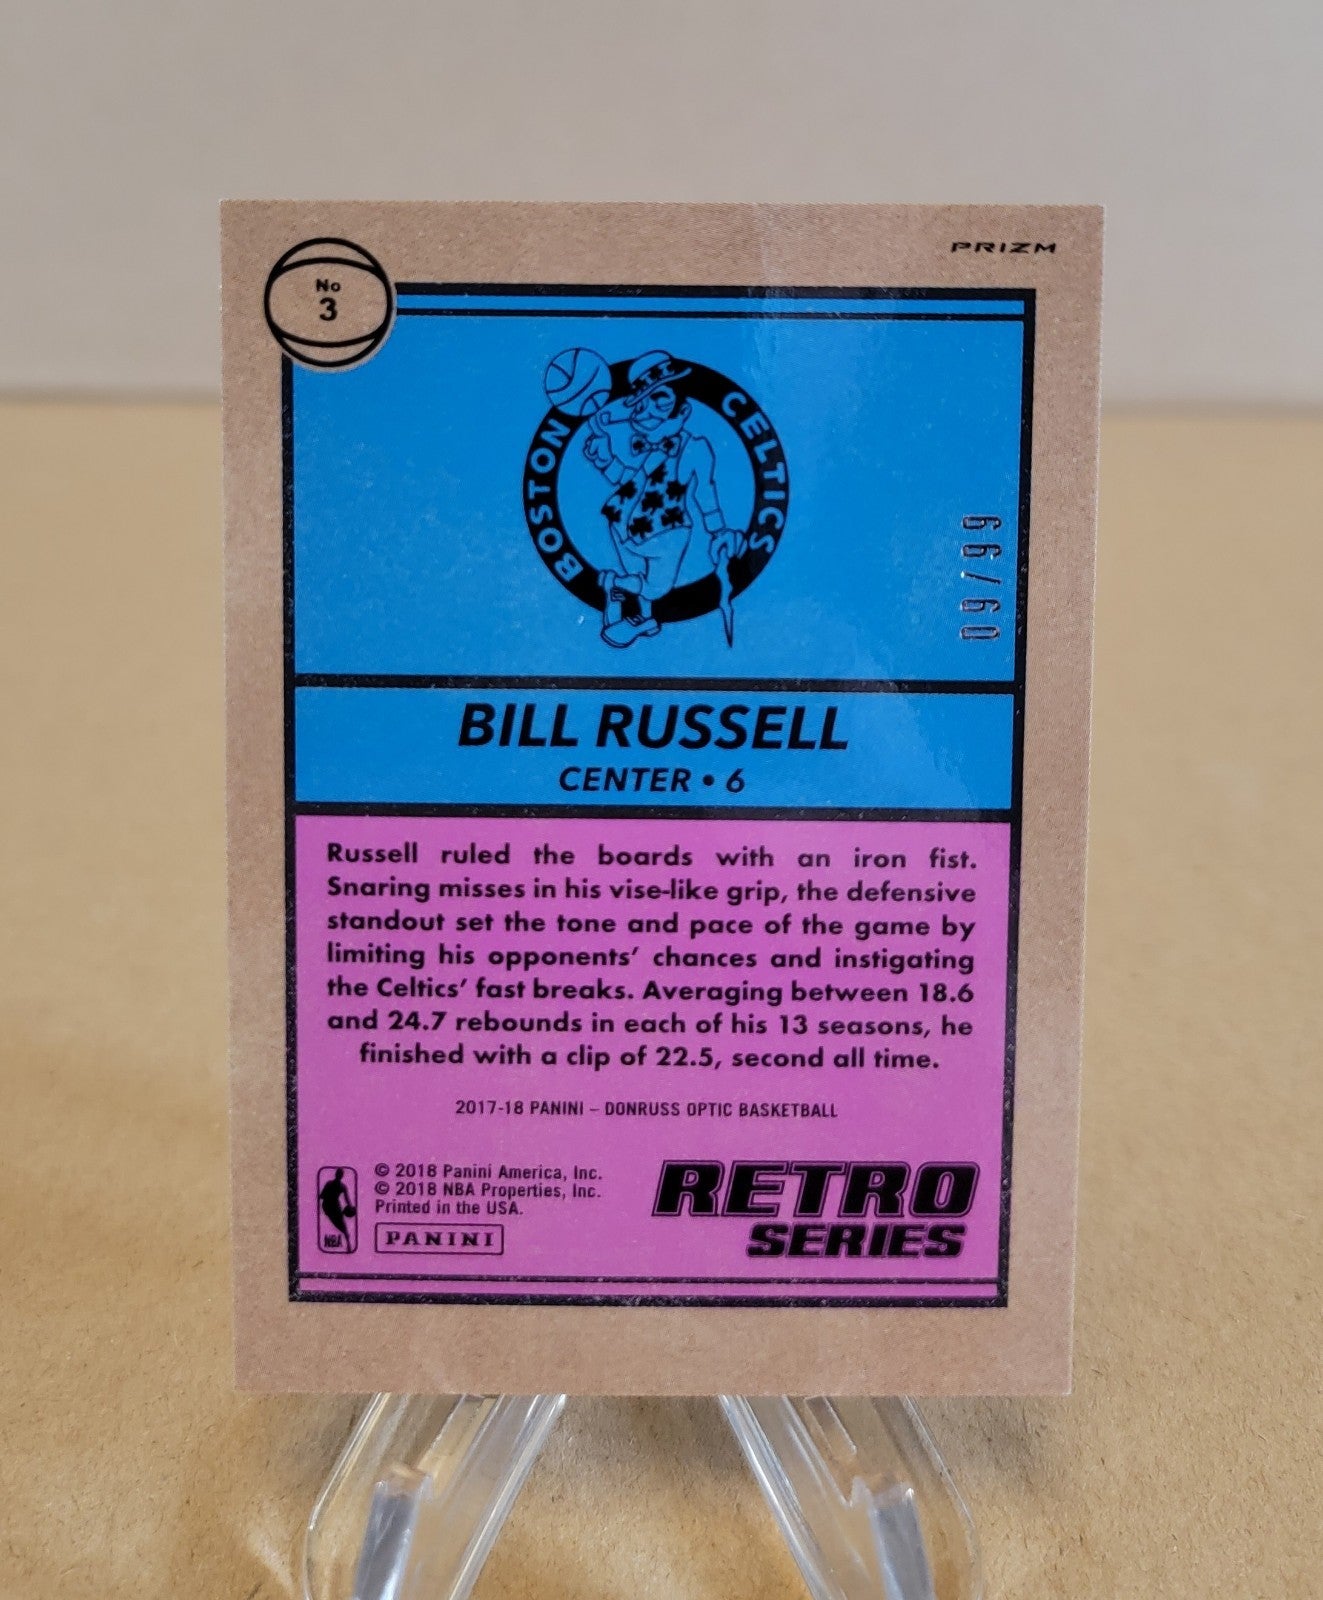 PRIZM
No
3
BOSTON CELTICS
09/99
BILL RUSSELL
CENTER • 6
Russell ruled the boards with an iron fist.
Snaring misses in his vise-like grip, the defensive
standout set the tone and pace of the game by
limiting his opponents’ chances and instigating
the Celtics’ fast breaks. Averaging between 18.6
and 24.7 rebounds in each of his 13 seasons, he
finished with a clip of 22.5, second all time.
2017-18 PANINI – DONRUSS OPTIC BASKETBALL
© 2018 Panini America, Inc.
© 2018 NBA Properties, Inc.
Printed in the USA.
NBA
PANINI
RETRO
SERIES